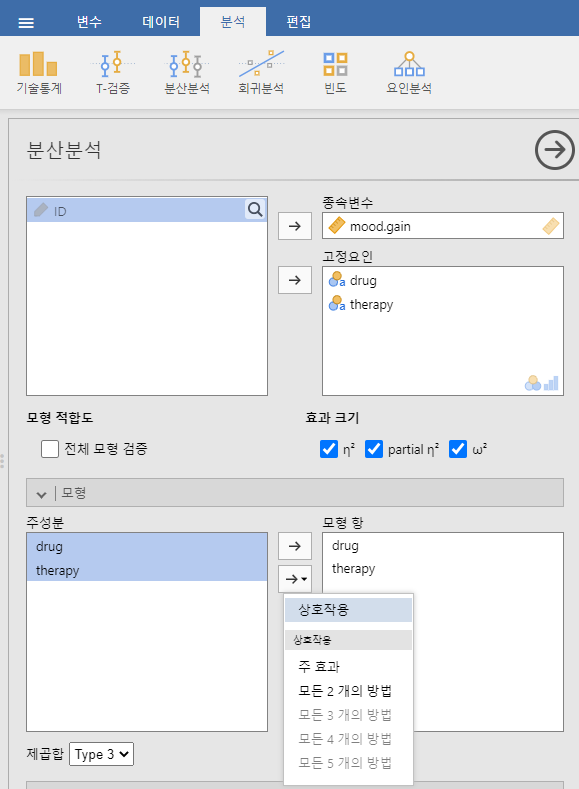 변수 데이터 분석 편집
기술통계 T-검증 분산분석 회귀분석 빈도 요인분석
분산분석
ID
종속변수
mood.gain
고정요인
drug
therapy
모형 적합도
전체 모형 검증
효과 크기
η² partial η² ω²
모형
주성분
drug
therapy
모형 항
drug
therapy
상호작용
상호작용
주 효과
모든 2 개의 방법
모든 3 개의 방법
모든 4 개의 방법
모든 5 개의 방법
제곱합 Type 3